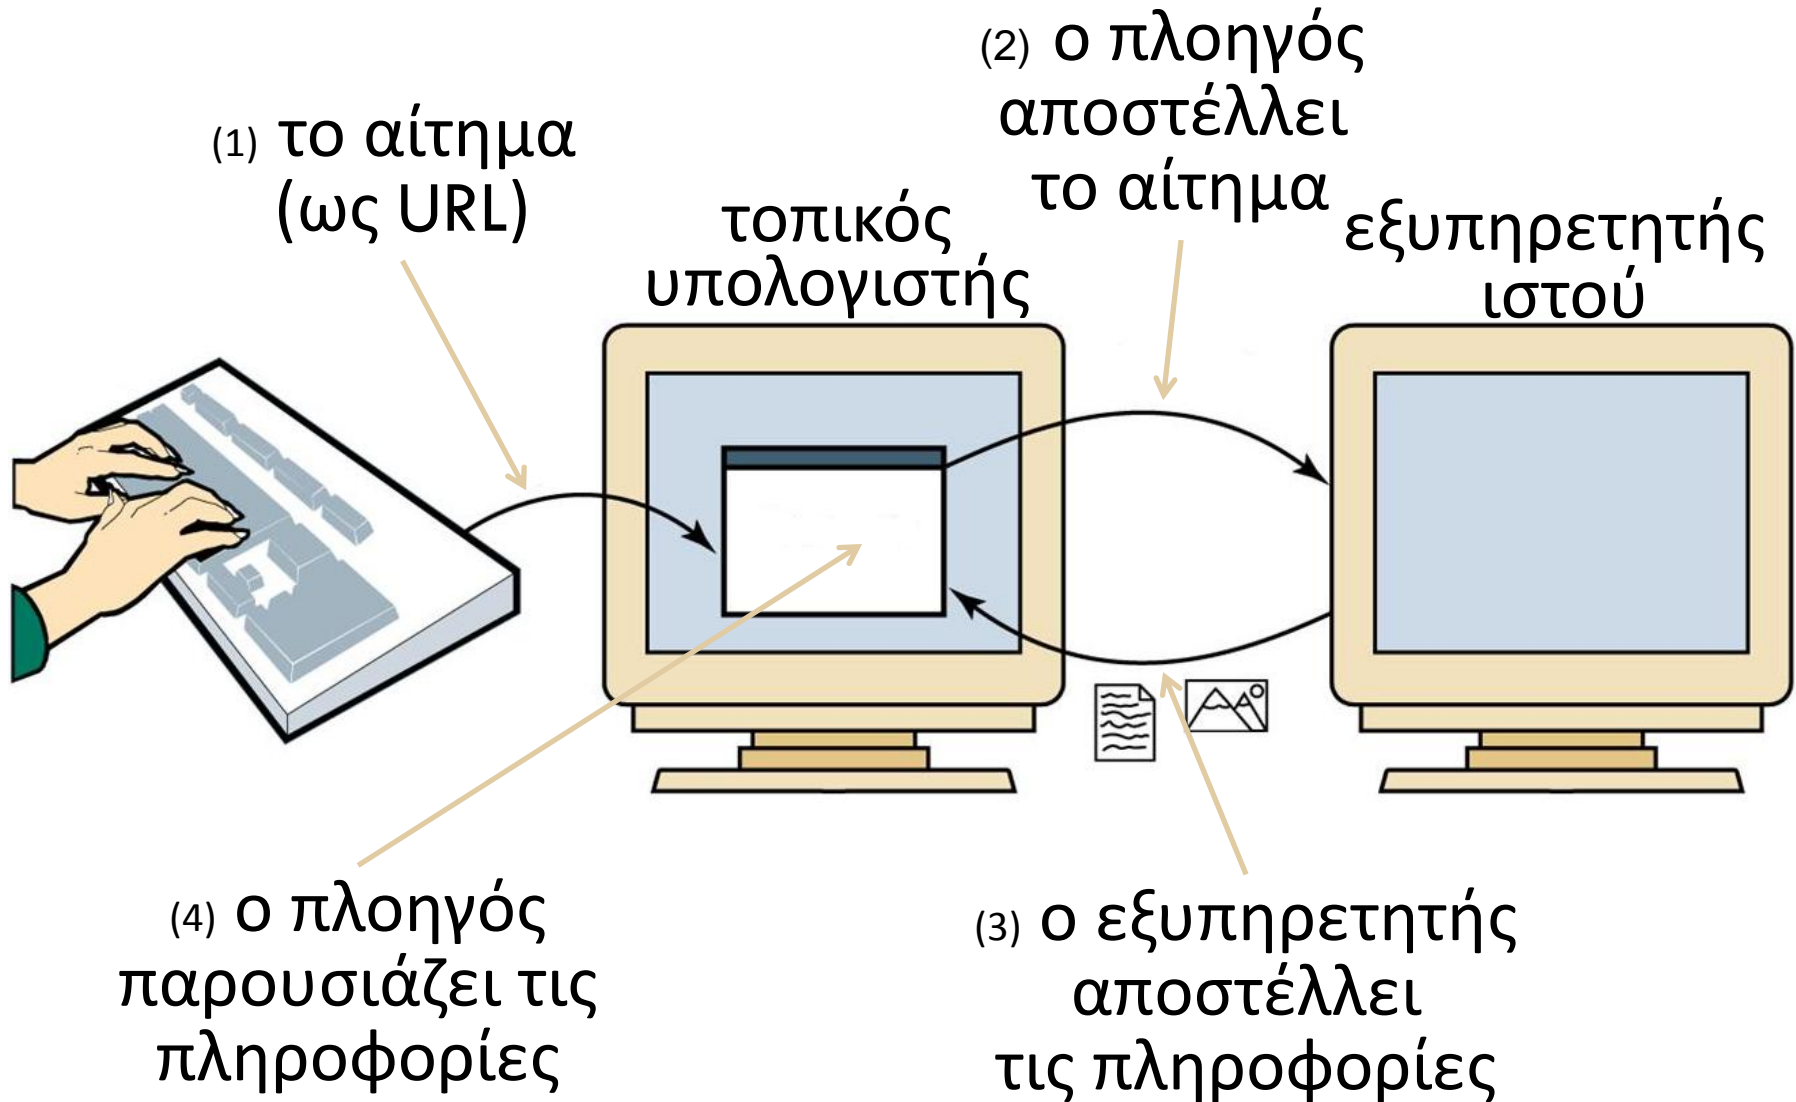 (1) το αίτημα
(ως URL)
τοπικός
υπολογιστής
(2) ο πλοηγός
αποστέλλει
το αίτημα
εξυπηρετητής
ιστού
(4) ο πλοηγός
παρουσιάζει τις
πληροφορίες
(3) ο εξυπηρετητής
αποστέλλει
τις πληροφορίες